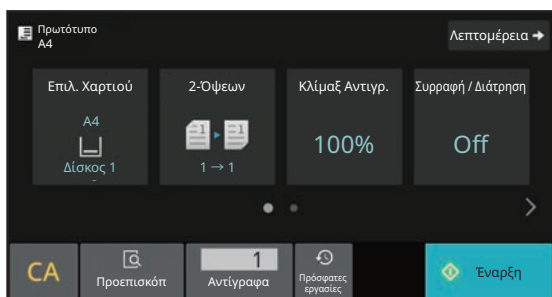 Πρωτότυπο
A4
Λεπτομέρεια
Επιλ. Χαρτιού
2-Όψεων
Κλίμαξ Αντιγρ.
Συρραφή / Διάτρηση
A4
Δίσκος 1
-
1 → 1
100%
Off
CA
Προεπισκόπ
1
Αντίγραφα
Πρόσφατες
εργασίες
Έναρξη